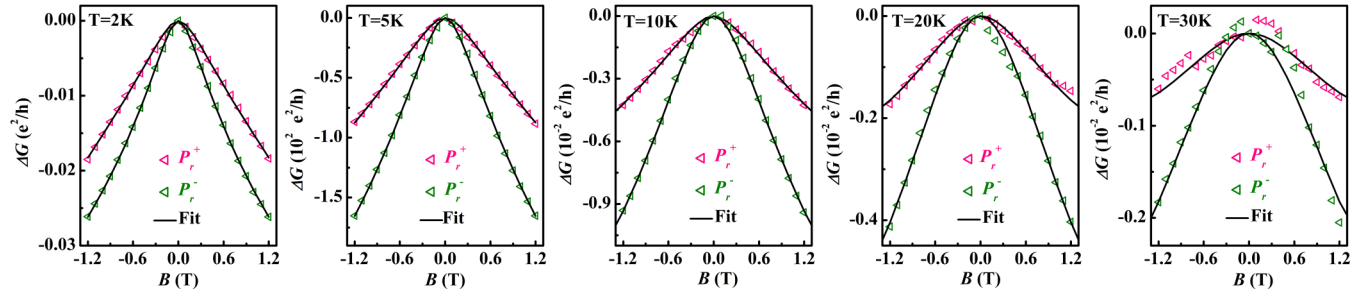 T=2K
0.00
-0.01
-0.02
-0.03
ΔG (e²/h)
P_r^+
P_r^-
Fit
-1.2 -0.6 0.0 0.6 1.2
B (T)
T=5K
0.0
-0.5
-1.0
-1.5
ΔG (10² e²/h)
P_r^+
P_r^-
Fit
-1.2 -0.6 0.0 0.6 1.2
B (T)
T=10K
0.0
-0.3
-0.6
-0.9
ΔG (10⁻² e²/h)
P_r^+
P_r^-
Fit
-1.2 -0.6 0.0 0.6 1.2
B (T)
T=20K
0.0
-0.2
-0.4
ΔG (10⁻² e²/h)
P_r^+
P_r^-
Fit
-1.2 -0.6 0.0 0.6 1.2
B (T)
T=30K
0.0
-0.1
-0.2
ΔG (10⁻² e²/h)
P_r^+
P_r^-
Fit
-1.2 -0.6 0.0 0.6 1.2
B (T)